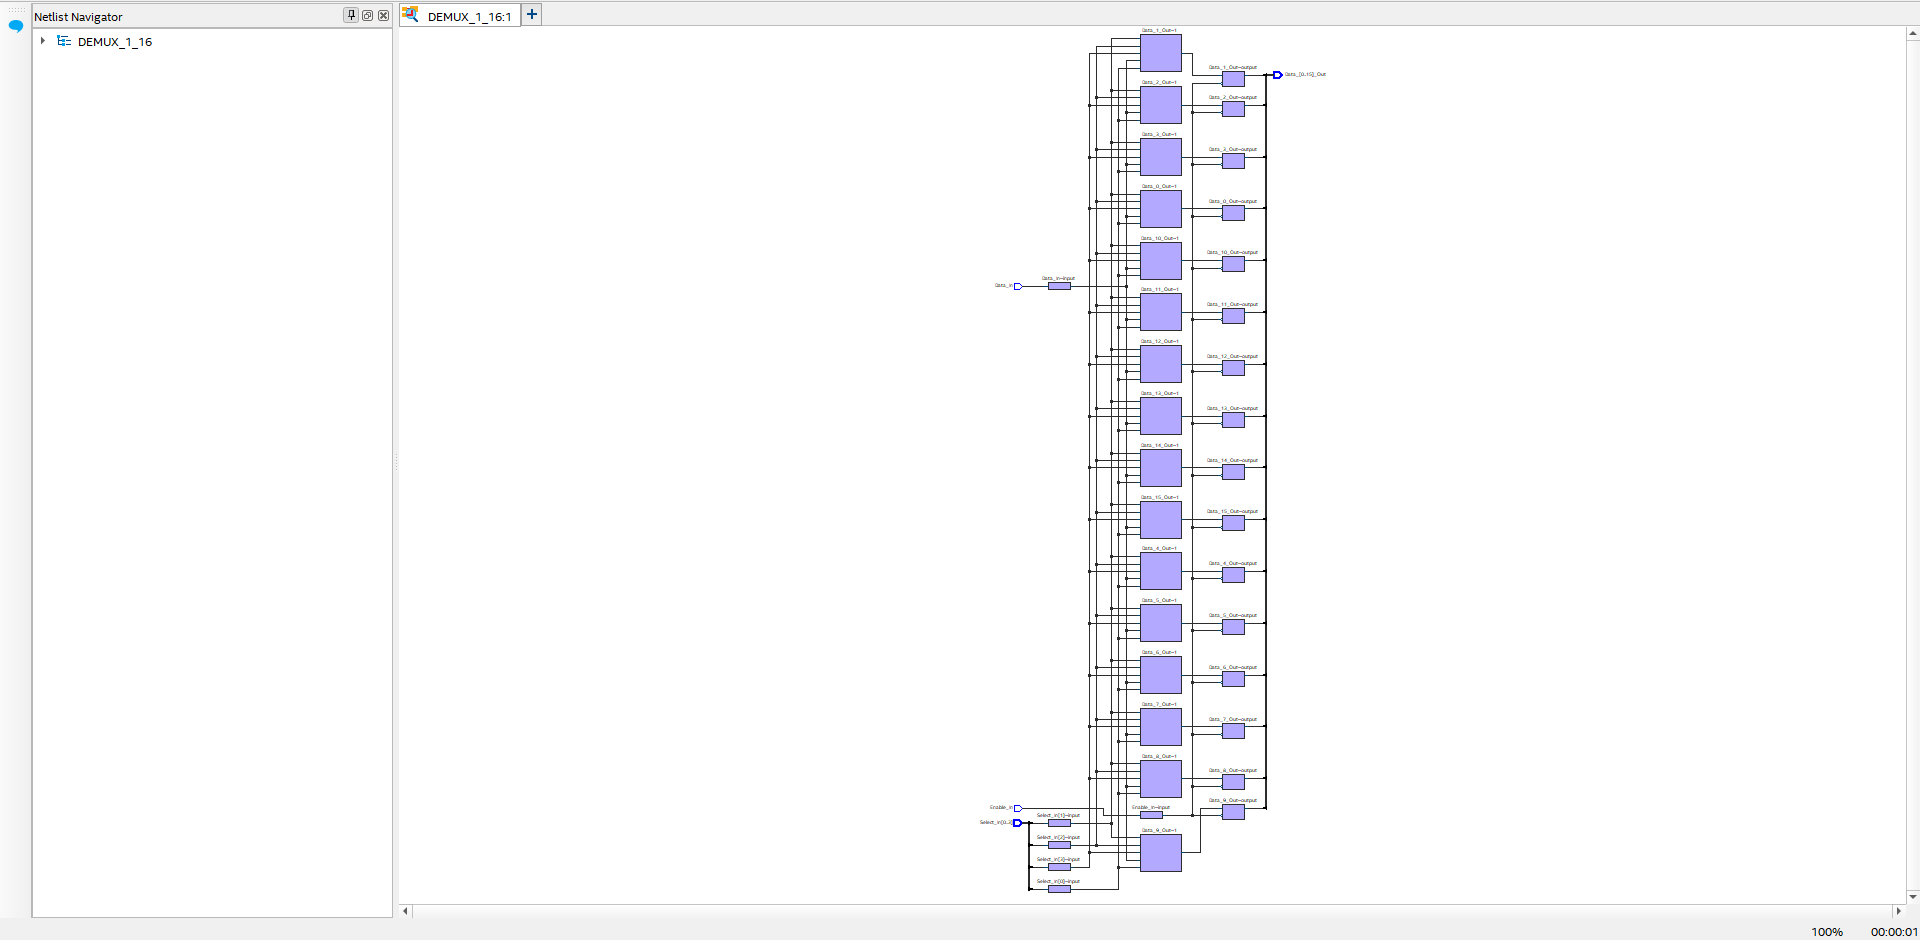 Netlist Navigator
DEMUX_1_16
DEMUX_1_16:1
Data_1_Out~1
Data_1_Out~output
Data_[0..15]_Out
Data_2_Out~1
Data_2_Out~output
Data_3_Out~1
Data_3_Out~output
Data_0_Out~1
Data_0_Out~output
Data_10_Out~1
Data_10_Out~output
Data_In
Data_In~input
Data_11_Out~1
Data_11_Out~output
Data_12_Out~1
Data_12_Out~output
Data_13_Out~1
Data_13_Out~output
Data_14_Out~1
Data_14_Out~output
Data_15_Out~1
Data_15_Out~output
Data_4_Out~1
Data_4_Out~output
Data_5_Out~1
Data_5_Out~output
Data_6_Out~1
Data_6_Out~output
Data_7_Out~1
Data_7_Out~output
Data_8_Out~1
Data_8_Out~output
Data_9_Out~output
Enable_In
Enable_In~input
Select_In[0..3]
Select_In[1]~input
Data_9_Out~1
Select_In[2]~input
Select_In[3]~input
Select_In[0]~input
100% 00:00:01